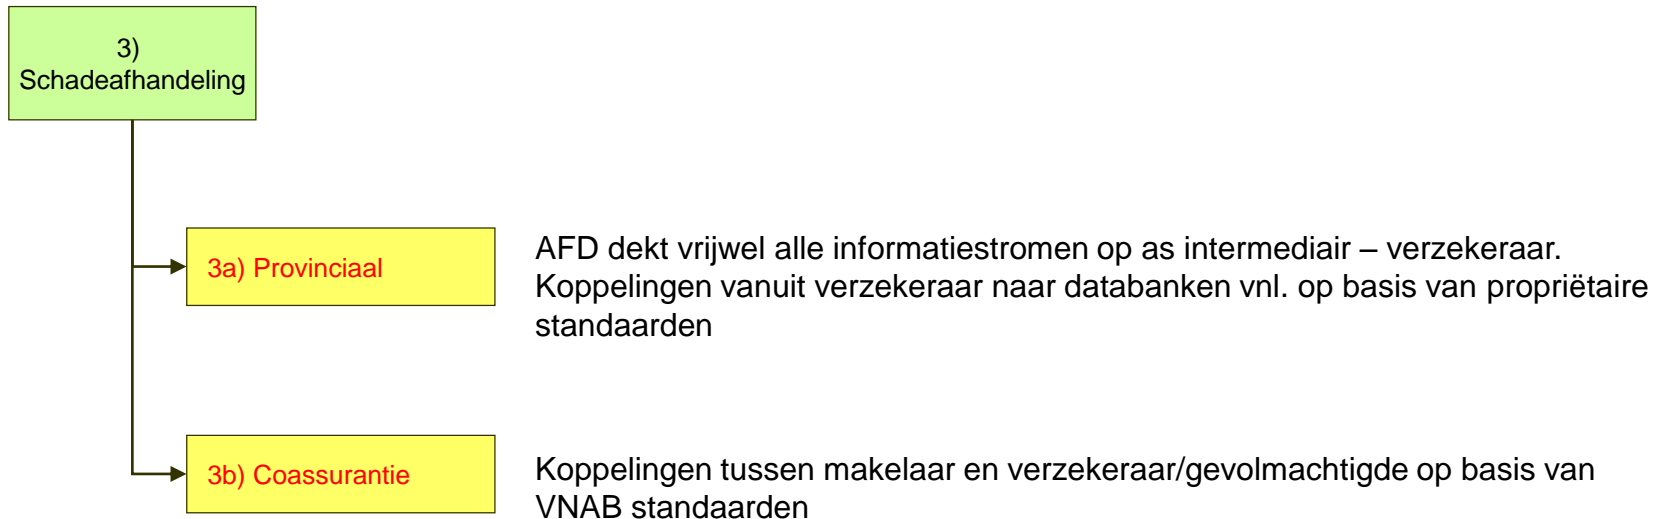 3)
Schadeafhandeling
3a) Provinciaal
AFD dekt vrijwel alle informatiestromen op as intermediair – verzekeraar.
Koppelingen vanuit verzekeraar naar databanken vnl. op basis van propriëtaire
standaarden
3b) Coassurantie
Koppelingen tussen makelaar en verzekeraar/gevolmachtigde op basis van
VNAB standaarden